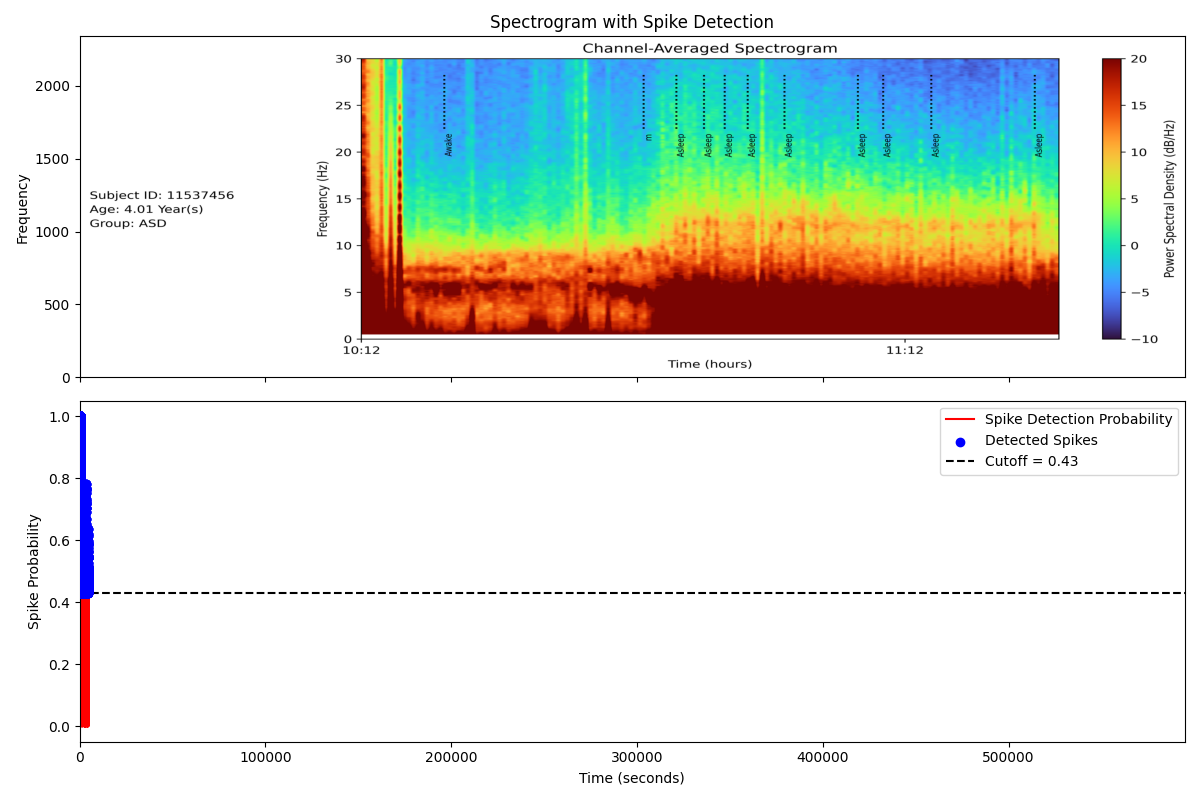 Spectrogram with Spike Detection
Channel-Averaged Spectrogram
Frequency
2000
1500
1000
500
0
Subject ID: 11537456
Age: 4.01 Year(s)
Group: ASD
Frequency (Hz)
30
25
20
15
10
5
0
Awake
m
Asleep
Asleep
Asleep
Asleep
Asleep
Asleep
Asleep
Asleep
Asleep
10:12
11:12
Time (hours)
20
15
10
5
0
−5
−10
Power Spectral Density (dB/Hz)
Spike Probability
1.0
0.8
0.6
0.4
0.2
0.0
Spike Detection Probability
Detected Spikes
Cutoff = 0.43
0
100000
200000
300000
400000
500000
Time (seconds)